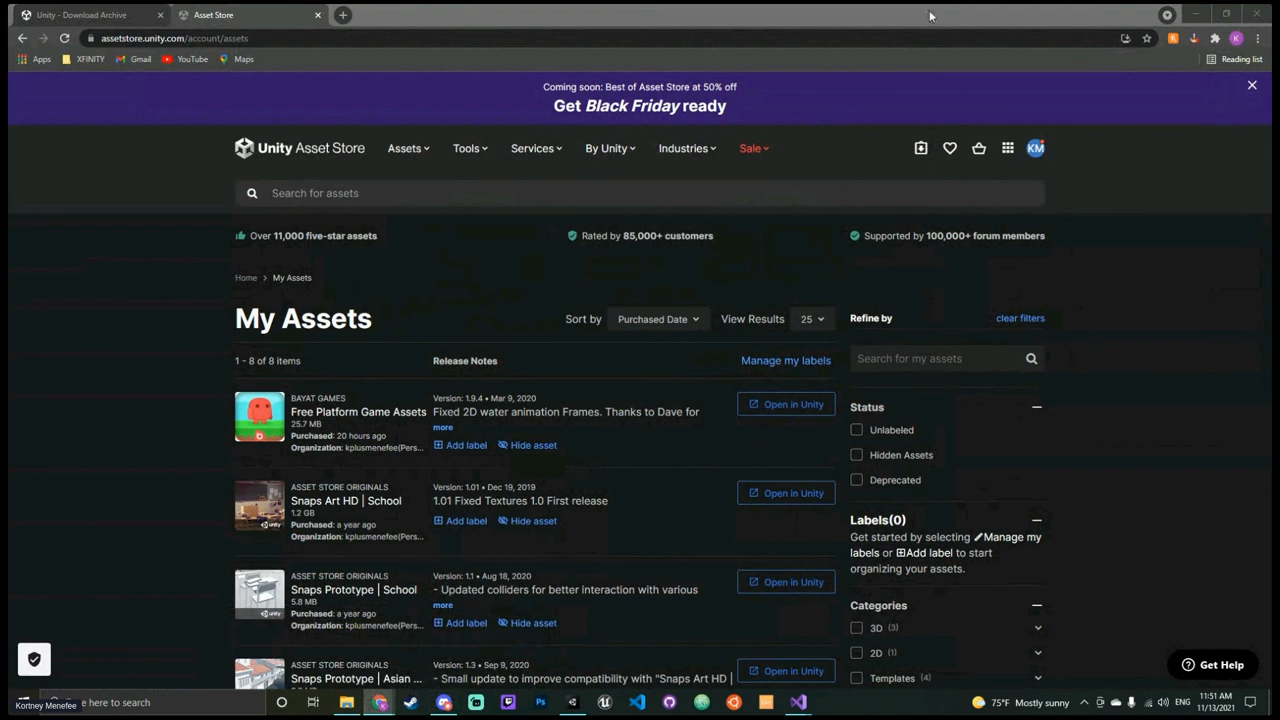 Unity - Download Archive
Asset Store
assetstore.unity.com/account/assets
Apps XFINITY Gmail YouTube Maps Reading list
Coming soon: Best of Asset Store at 50% off
Get Black Friday ready
Unity Asset Store Assets Tools Services By Unity Industries Sale KM
Search for assets
Over 11,000 five-star assets
Rated by 85,000+ customers
Supported by 100,000+ forum members
Home > My Assets
My Assets
Sort by Purchased Date View Results 25
1 - 8 of 8 items Release Notes Manage my labels
BAYAT GAMES
Free Platform Game Assets
25.7 MB
Purchased: 20 hours ago
Organization: kplusmenefee(Pers...
Version: 1.9.4 • Mar 9, 2020
Fixed 2D water animation Frames. Thanks to Dave for
more
Add label Hide asset
Open in Unity
ASSET STORE ORIGINALS
Snaps Art HD | School
1.2 GB
Purchased: a year ago
Organization: kplusmenefee(Pers...
Version: 1.01 • Dec 19, 2019
1.01 Fixed Textures 1.0 First release
Add label Hide asset
Open in Unity
ASSET STORE ORIGINALS
Snaps Prototype | School
5.8 MB
Purchased: a year ago
Organization: kplusmenefee(Pers...
Version: 1.1 • Aug 18, 2020
- Updated colliders for better interaction with various
more
Add label Hide asset
Open in Unity
ASSET STORE ORIGINALS
Snaps Prototype | Asian ...
Version: 1.3 • Sep 9, 2020
- Small update to improve compatibility with "Snaps Art HD |
Open in Unity
Refine by clear filters
Search for my assets
Status
Unlabeled
Hidden Assets
Deprecated
Labels(0)
Get started by selecting Manage my
labels or Add label to start
organizing your assets.
Categories
3D (3)
2D (1)
Templates (4)
Get Help
Kortney Menefee
here to search
75°F Mostly sunny
ENG
11:51 AM
11/13/2021